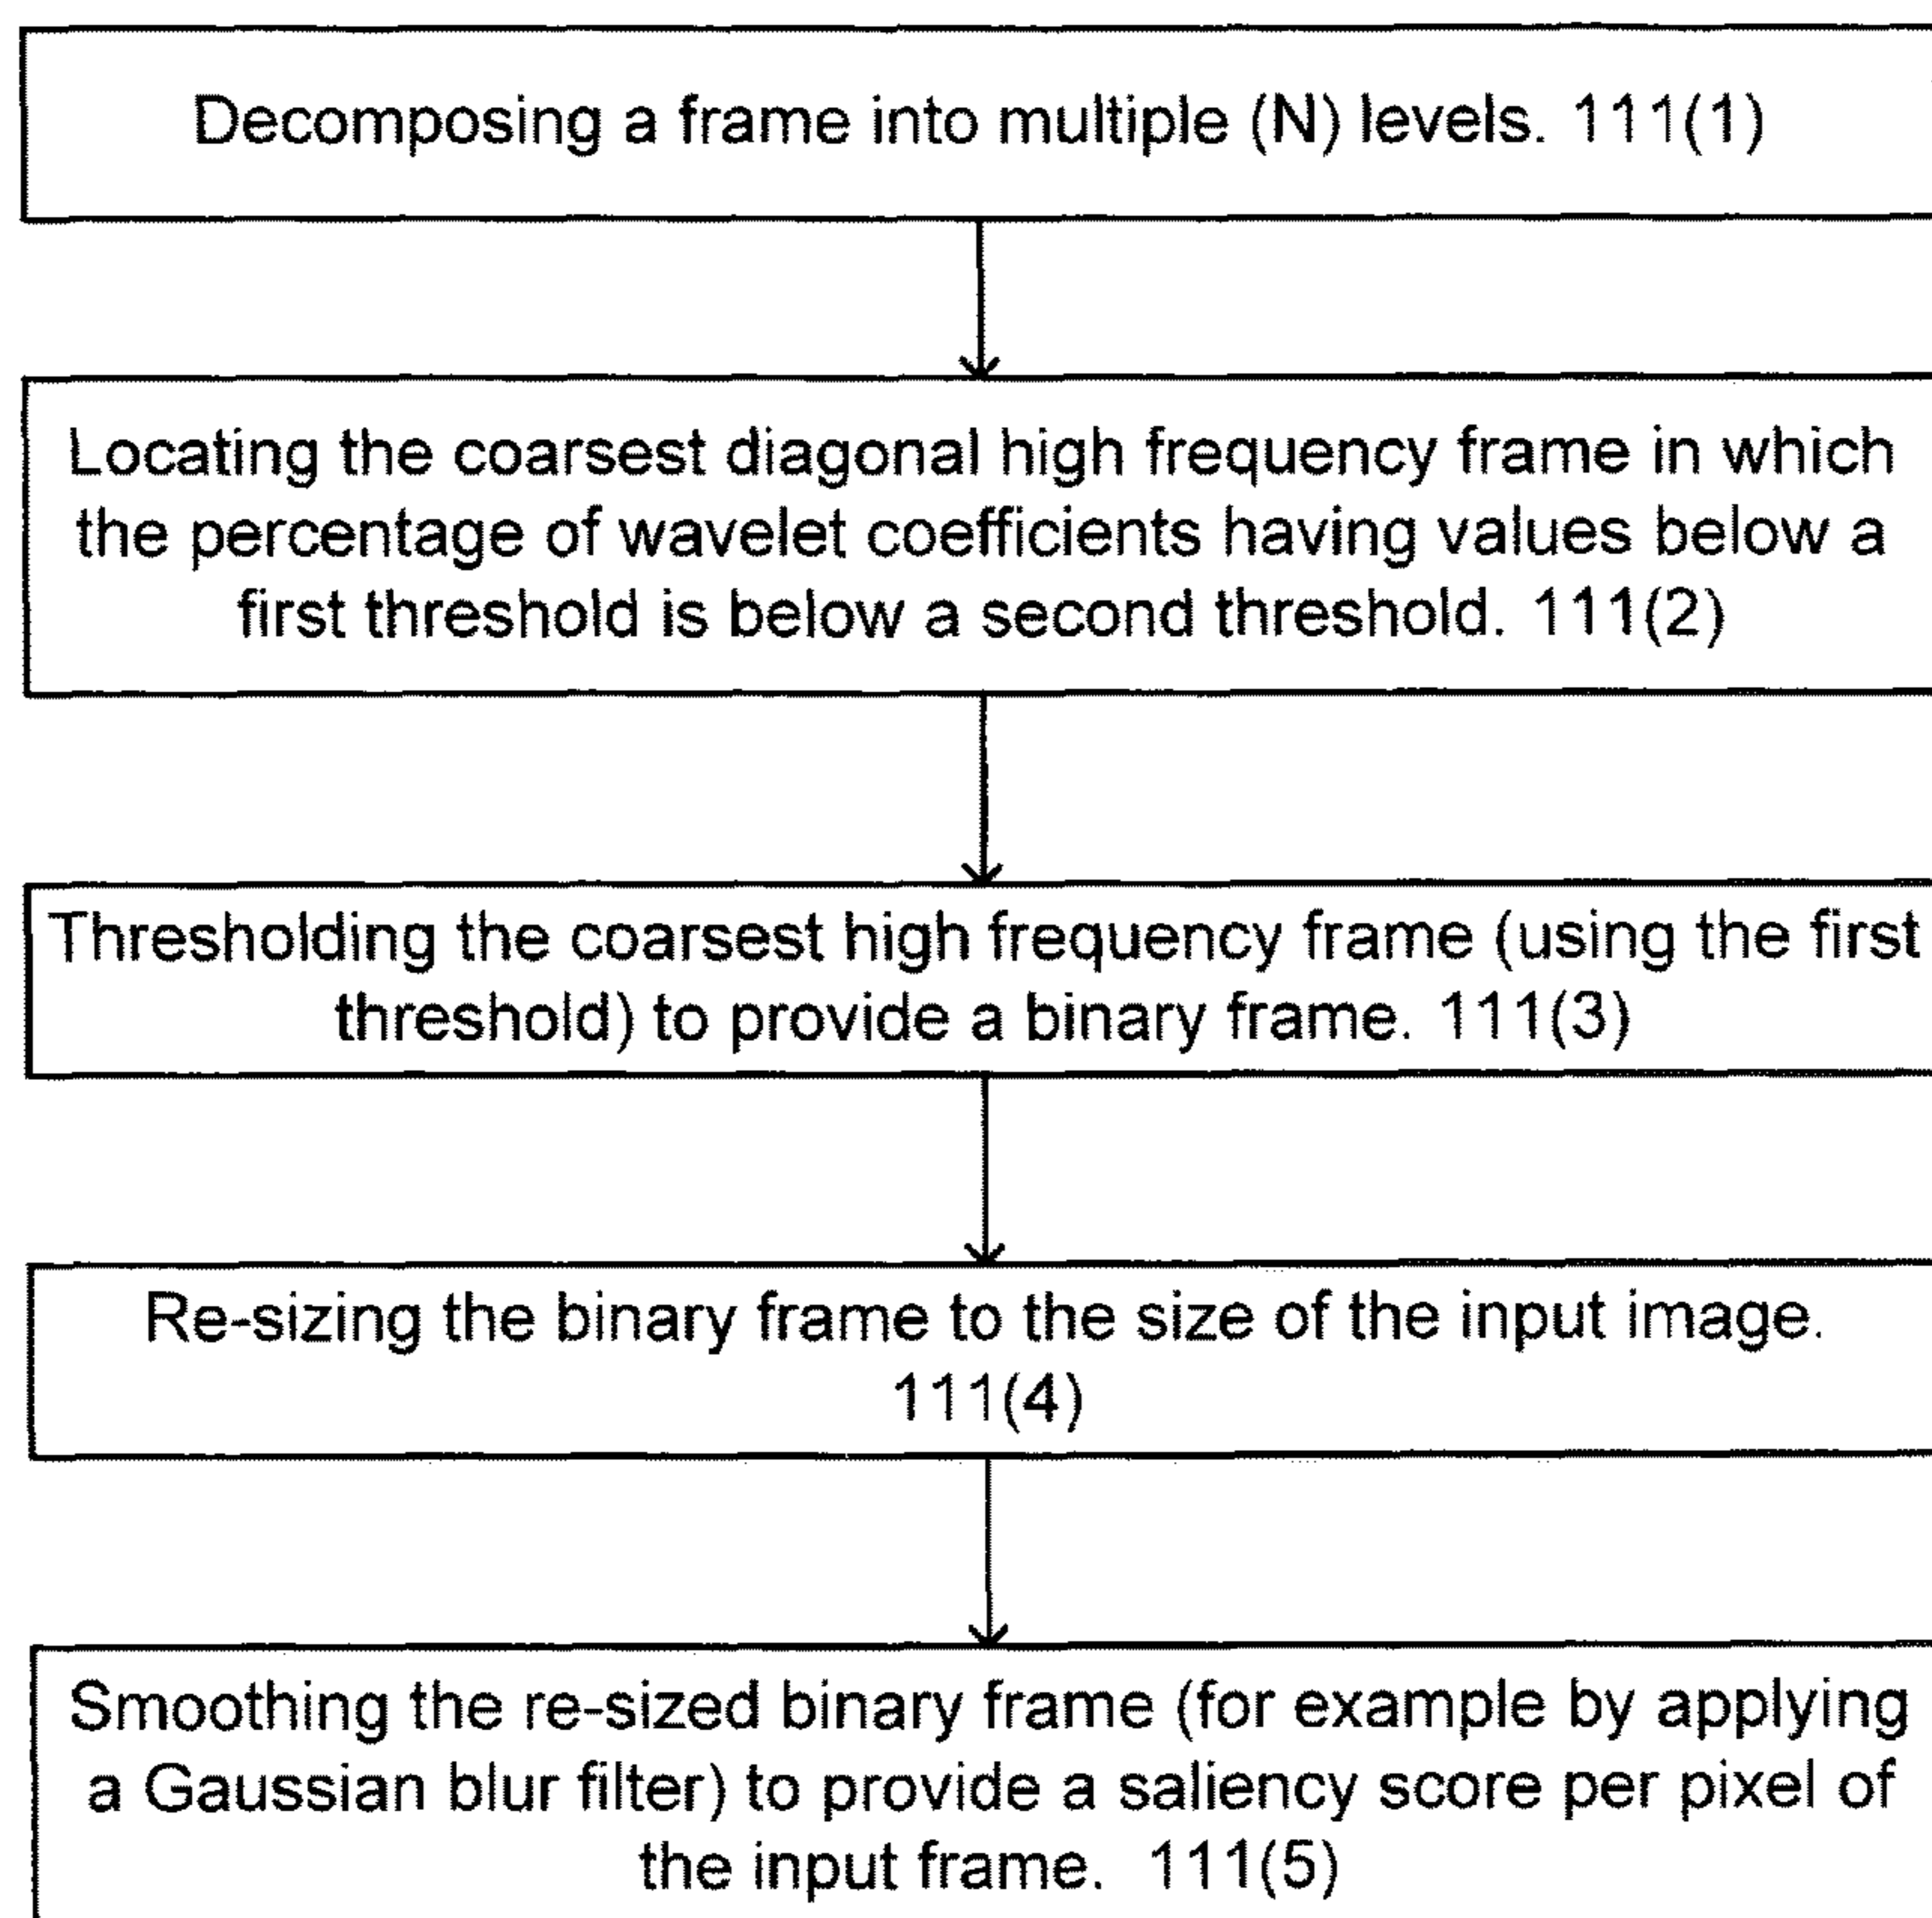 Decomposing a frame into multiple (N) levels. 111(1)
Locating the coarsest diagonal high frequency frame in which
the percentage of wavelet coefficients having values below a
first threshold is below a second threshold. 111(2)
Thresholding the coarsest high frequency frame (using the first
threshold) to provide a binary frame. 111(3)
Re-sizing the binary frame to the size of the input image.
111(4)
Smoothing the re-sized binary frame (for example by applying
a Gaussian blur filter) to provide a saliency score per pixel of
the input frame. 111(5)